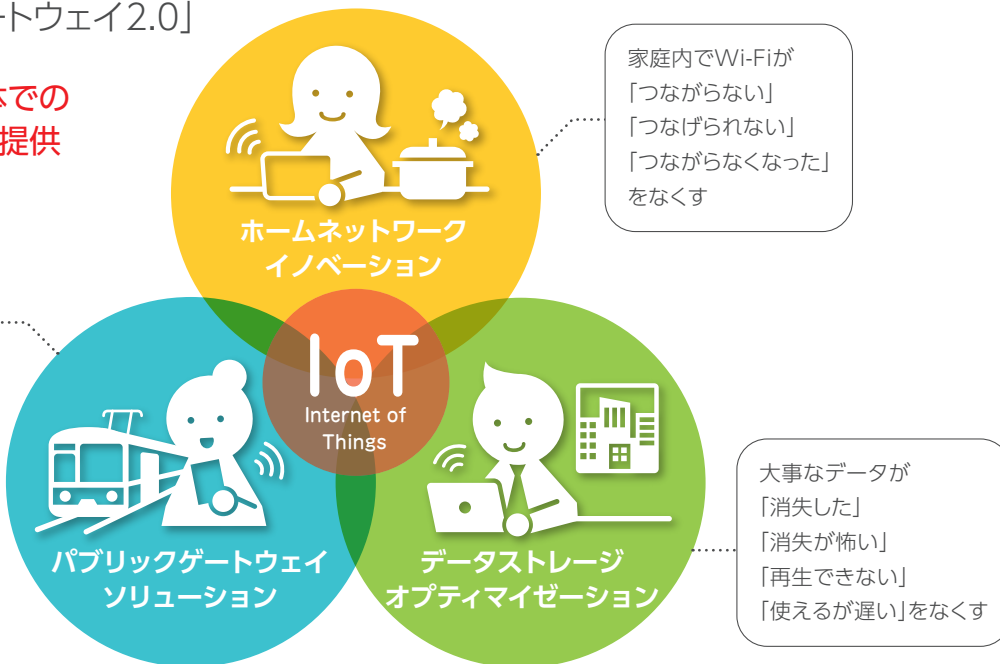 ートウェイ2.0」
体での
提供
家庭内でWi-Fiが
「つながらない」
「つなげられない」
「つながらなくなった」
をなくす
ホームネットワーク
イノベーション
IoT
Internet of
Things
パブリックゲートウェイ
ソリューション
データストレージ
オプティマイゼーション
大事なデータが
「消失した」
「消失が怖い」
「再生できない」
「使えるが遅い」をなくす